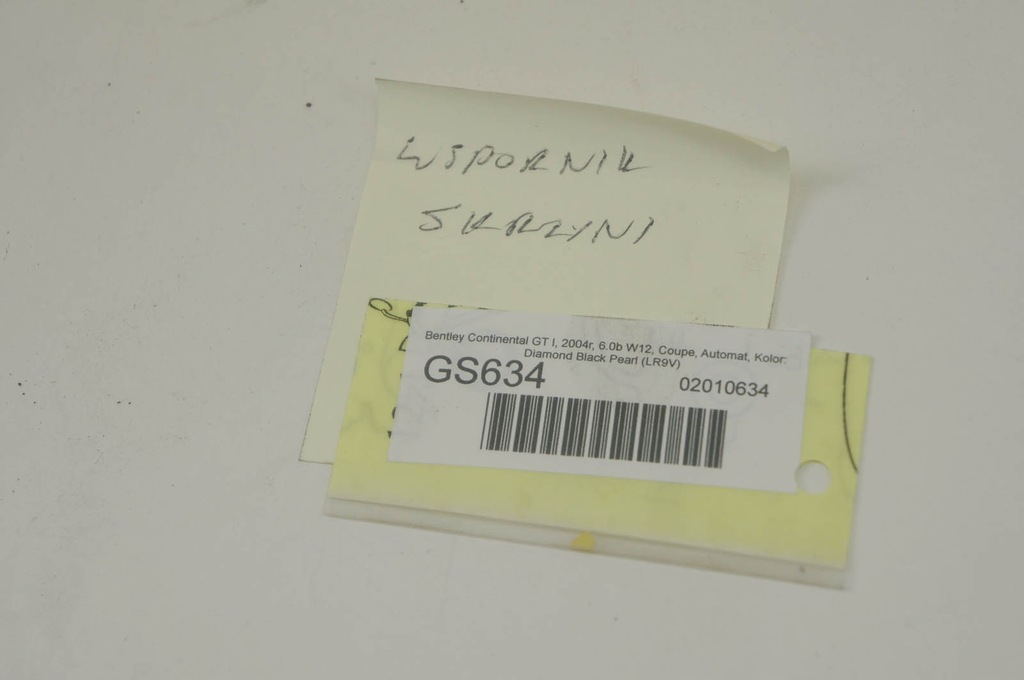 WSPORNIK
SKRZYNI
Bentley Continental GT I, 2004r, 6.0b W12, Coupe, Automat, Kolor:
Diamond Black Pearl (LR9V)
GS634
02010634